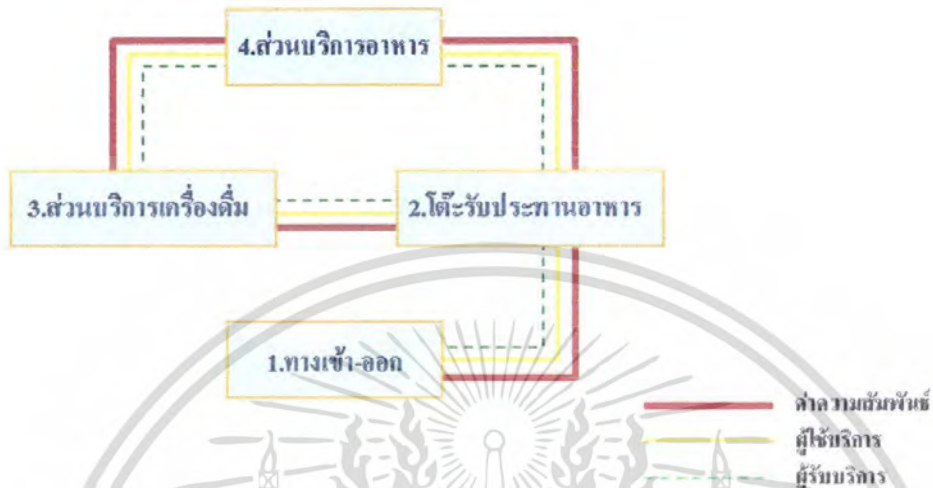 4.ส่วนบริการอาหาร
3.ส่วนบริการเครื่องดื่ม
2.โต๊ะรับประทานอาหาร
1.ทางเข้า-ออก
ค่าความสัมพันธ์
ผู้ใช้บริการ
ผู้รับบริการ